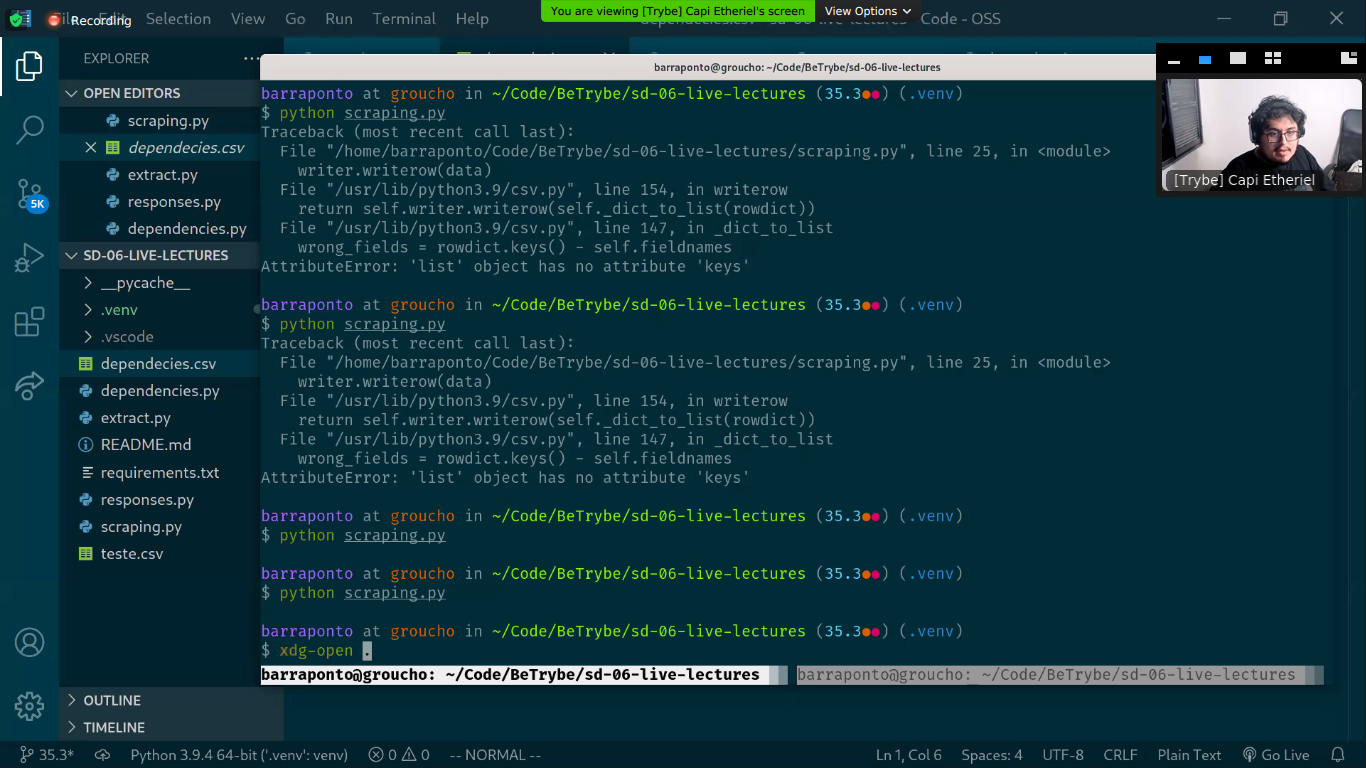 Recording
File Edit Selection View Go Run Terminal Help
You are viewing [Trybe] Capi Etheriel's screen
View Options
Code - OSS
EXPLORER
OPEN EDITORS
scraping.py
dependecies.csv
extract.py
responses.py
dependencies.py
5K
SD-06-LIVE-LECTURES
__pycache__
.venv
.vscode
dependecies.csv
dependencies.py
extract.py
README.md
requirements.txt
responses.py
scraping.py
teste.csv
OUTLINE
TIMELINE
barraponto@groucho: ~/Code/BeTrybe/sd-06-live-lectures
barraponto at groucho in ~/Code/BeTrybe/sd-06-live-lectures (35.3●●) (.venv)
$ python scraping.py
Traceback (most recent call last):
  File "/home/barraponto/Code/BeTrybe/sd-06-live-lectures/scraping.py", line 25, in <module>
    writer.writerow(data)
  File "/usr/lib/python3.9/csv.py", line 154, in writerow
    return self.writer.writerow(self._dict_to_list(rowdict))
  File "/usr/lib/python3.9/csv.py", line 147, in _dict_to_list
    wrong_fields = rowdict.keys() - self.fieldnames
AttributeError: 'list' object has no attribute 'keys'
barraponto at groucho in ~/Code/BeTrybe/sd-06-live-lectures (35.3●●) (.venv)
$ python scraping.py
Traceback (most recent call last):
  File "/home/barraponto/Code/BeTrybe/sd-06-live-lectures/scraping.py", line 25, in <module>
    writer.writerow(data)
  File "/usr/lib/python3.9/csv.py", line 154, in writerow
    return self.writer.writerow(self._dict_to_list(rowdict))
  File "/usr/lib/python3.9/csv.py", line 147, in _dict_to_list
    wrong_fields = rowdict.keys() - self.fieldnames
AttributeError: 'list' object has no attribute 'keys'
barraponto at groucho in ~/Code/BeTrybe/sd-06-live-lectures (35.3●●) (.venv)
$ python scraping.py
barraponto at groucho in ~/Code/BeTrybe/sd-06-live-lectures (35.3●●) (.venv)
$ python scraping.py
barraponto at groucho in ~/Code/BeTrybe/sd-06-live-lectures (35.3●●) (.venv)
$ xdg-open .
barraponto@groucho: ~/Code/BeTrybe/sd-06-live-lectures
barraponto@groucho: ~/Code/BeTrybe/sd-06-live-lectures
[Trybe] Capi Etheriel
35.3*
Python 3.9.4 64-bit ('.venv': venv)
0 0
-- NORMAL --
Ln 1, Col 6
Spaces: 4
UTF-8
CRLF
Plain Text
Go Live